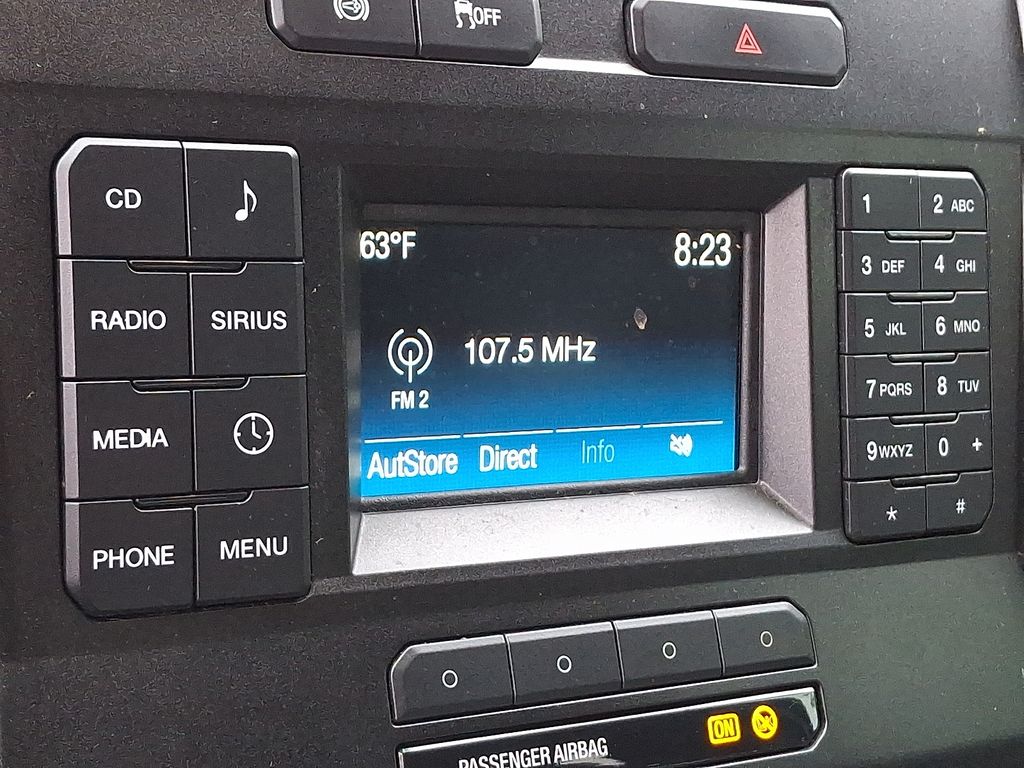 OFF
CD
RADIO SIRIUS
MEDIA
PHONE MENU
63°F 8:23
107.5 MHz
FM 2
AutStore Direct Info
1 2 ABC
3 DEF 4 GHI
5 JKL 6 MNO
7 PQRS 8 TUV
9 WXYZ 0 +
* #
PASSENGER AIRBAG ON